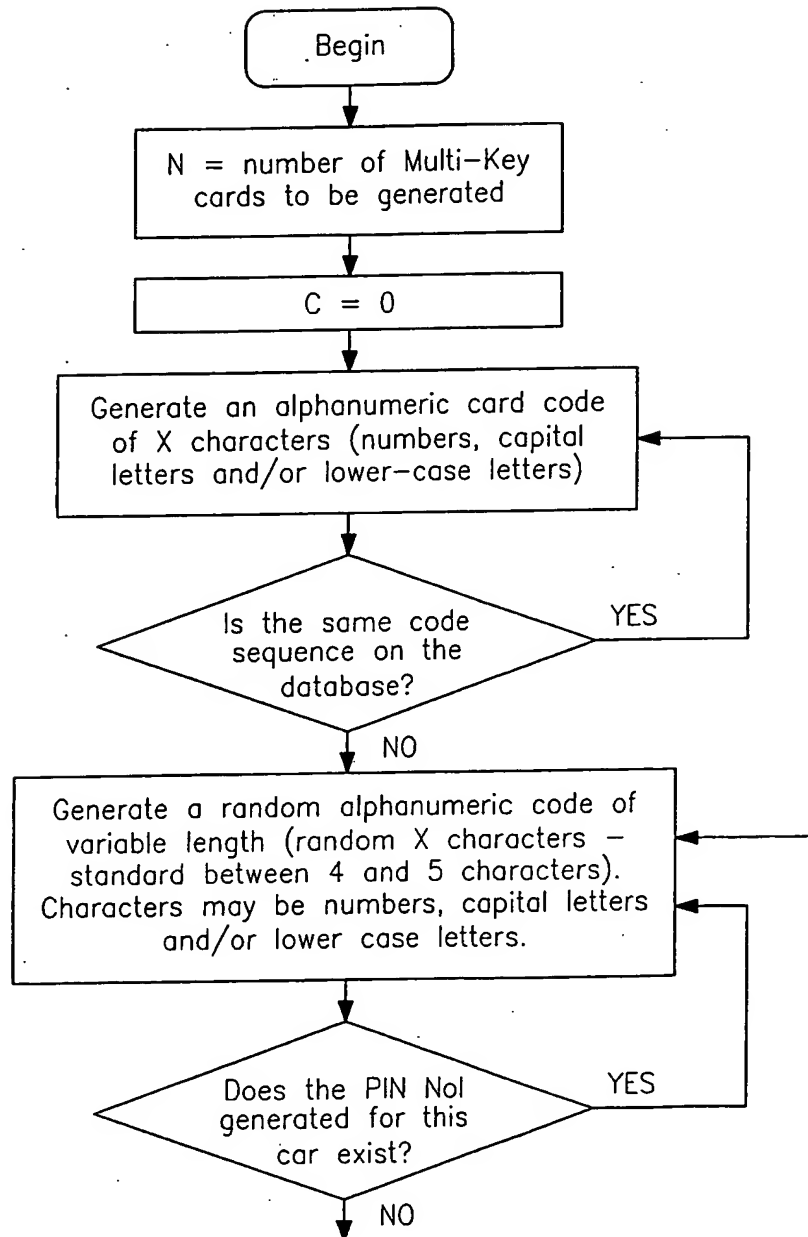 Begin
N = number of Multi-Key
cards to be generated
C = 0
Generate an alphanumeric card code
of X characters (numbers, capital
letters and/or lower-case letters)
Is the same code
sequence on the
database?
YES
NO
Generate a random alphanumeric code of
variable length (random X characters –
standard between 4 and 5 characters).
Characters may be numbers, capital letters
and/or lower case letters.
Does the PIN Nol
generated for this
car exist?
YES
NO